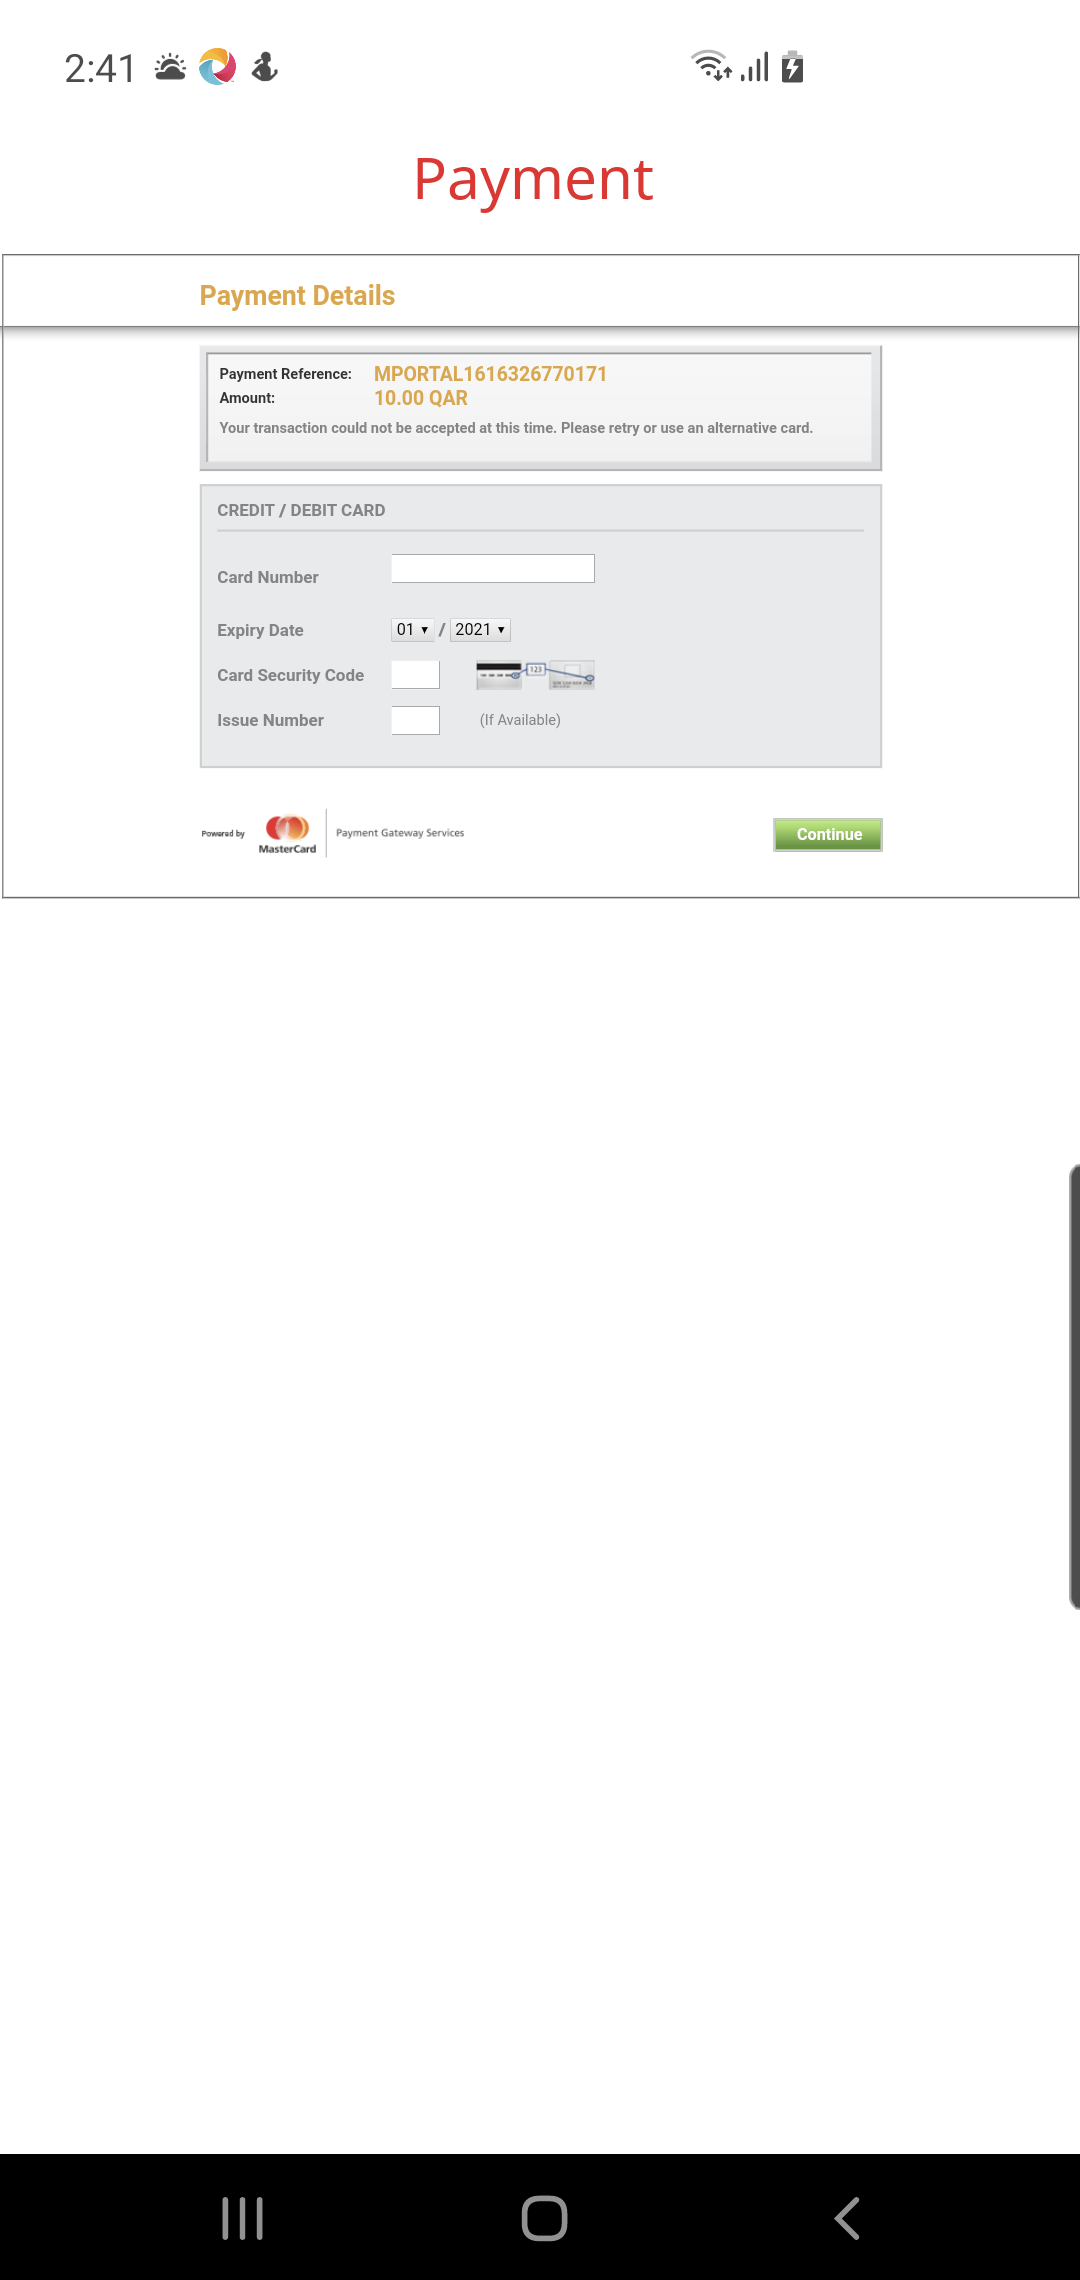 2:41
Payment
Payment Details
Payment Reference: MPORTAL1616326770171
Amount: 10.00 QAR
Your transaction could not be accepted at this time. Please retry or use an alternative card.
CREDIT / DEBIT CARD
Card Number
Expiry Date 01 / 2021
Card Security Code 123
Issue Number (If Available)
Powered by MasterCard Payment Gateway Services
Continue